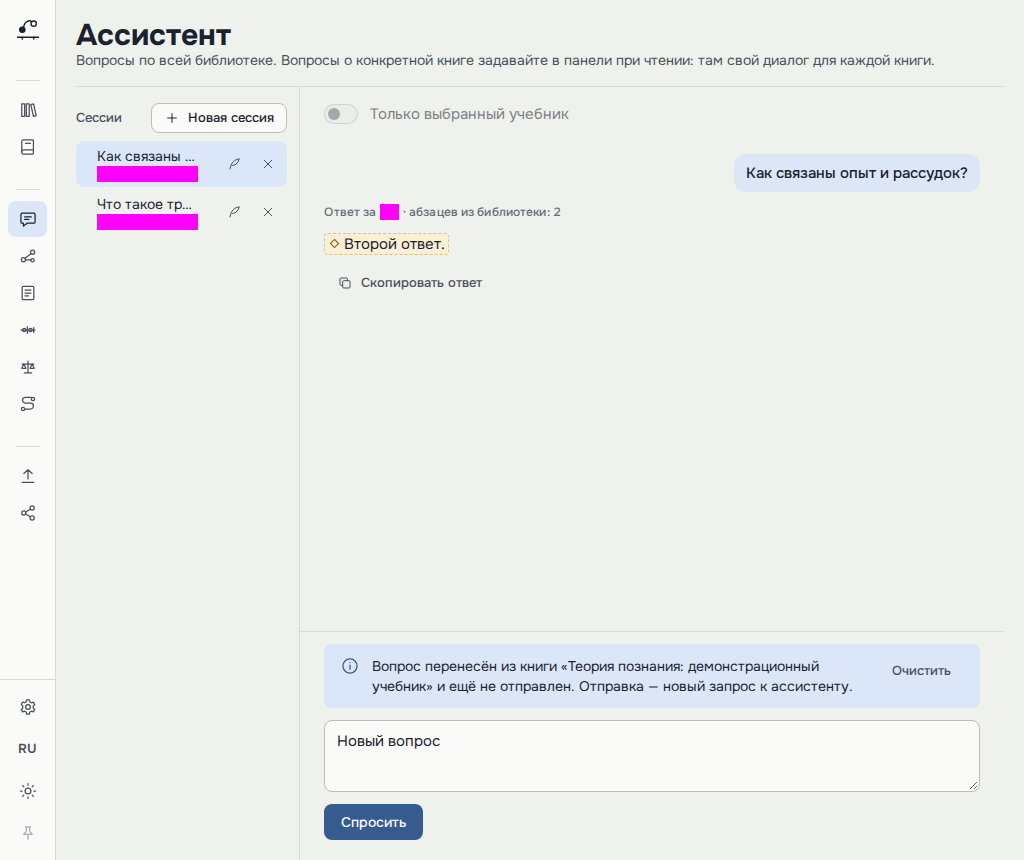 Ассистент
Вопросы по всей библиотеке. Вопросы о конкретной книге задавайте в панели при чтении: там свой диалог для каждой книги.
Сессии
Новая сессия
Как связаны ...
Что такое тр...
Только выбранный учебник
Как связаны опыт и рассудок?
Ответ за · абзацев из библиотеки: 2
Второй ответ.
Скопировать ответ
Вопрос перенесён из книги «Теория познания: демонстрационный
учебник» и ещё не отправлен. Отправка — новый запрос к ассистенту.
Очистить
Новый вопрос
Спросить
RU